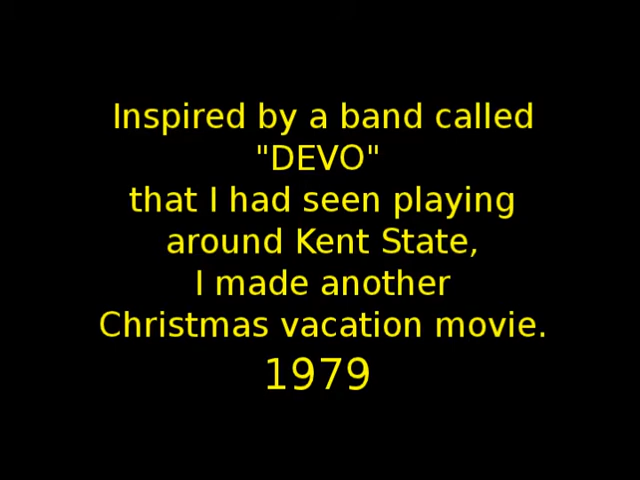 Inspired by a band called
"DEVO"
that I had seen playing
around Kent State,
I made another
Christmas vacation movie.
1979